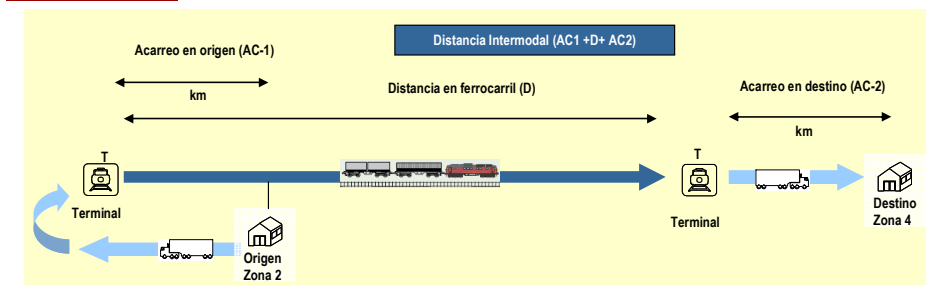 Distancia Intermodal (AC1 +D+ AC2)
Acarreo en origen (AC-1)
km
Distancia en ferrocarril (D)
Acarreo en destino (AC-2)
km
T
Terminal
T
Terminal
Origen
Zona 2
Destino
Zona 4